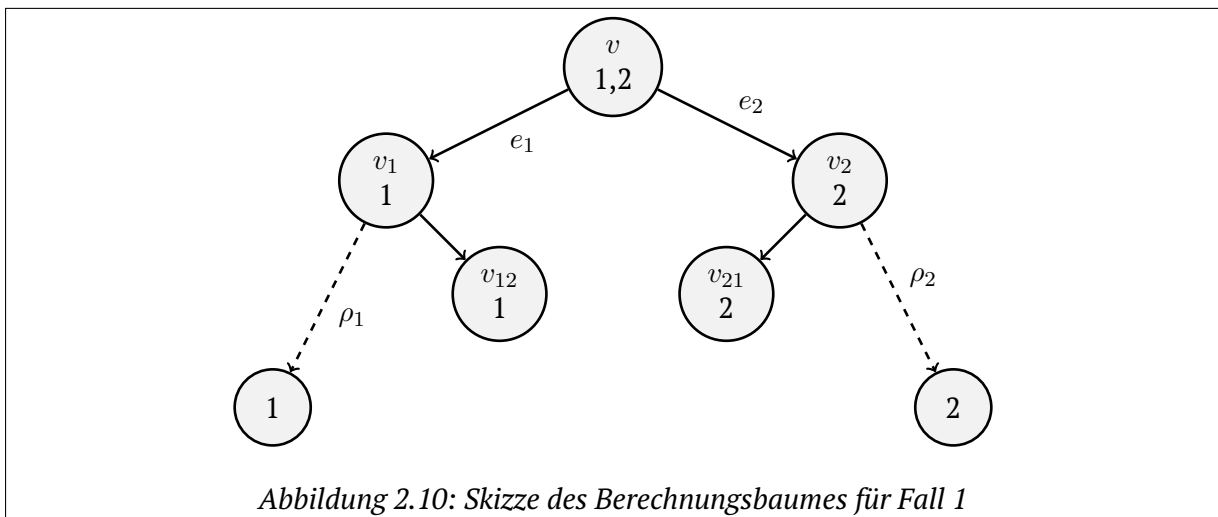 v
1,2
e₁
e₂
v₁
1
v₂
2
v₁₂
1
v₂₁
2
ρ₁
ρ₂
1
2
Abbildung 2.10: Skizze des Berechnungsbaumes für Fall 1